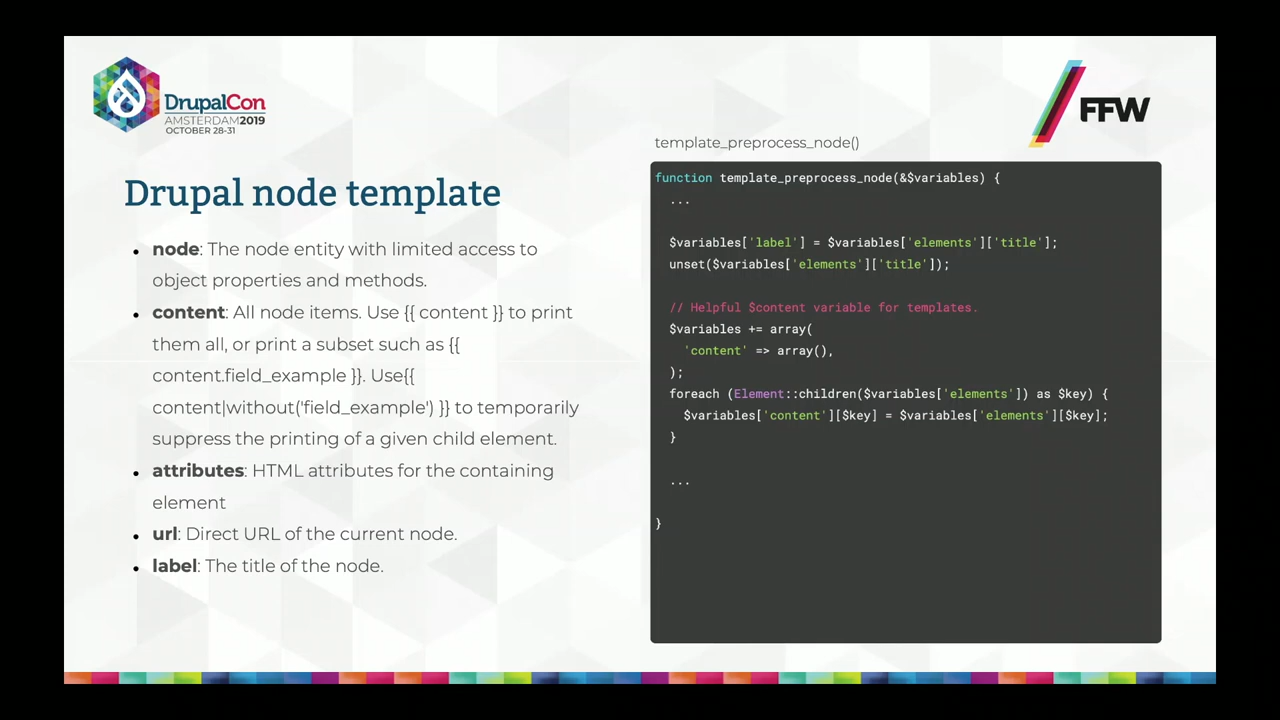 DrupalCon
AMSTERDAM2019
OCTOBER 28-31
FFW
Drupal node template
• node: The node entity with limited access to
object properties and methods.
• content: All node items. Use {{ content }} to print
them all, or print a subset such as {{
content.field_example }}. Use{{
content|without('field_example') }} to temporarily
suppress the printing of a given child element.
• attributes: HTML attributes for the containing
element
• url: Direct URL of the current node.
• label: The title of the node.
template_preprocess_node()
function template_preprocess_node(&$variables) {
  ...
  $variables['label'] = $variables['elements']['title'];
  unset($variables['elements']['title']);
  // Helpful $content variable for templates.
  $variables += array(
    'content' => array(),
  );
  foreach (Element::children($variables['elements']) as $key) {
    $variables['content'][$key] = $variables['elements'][$key];
  }
  ...
}